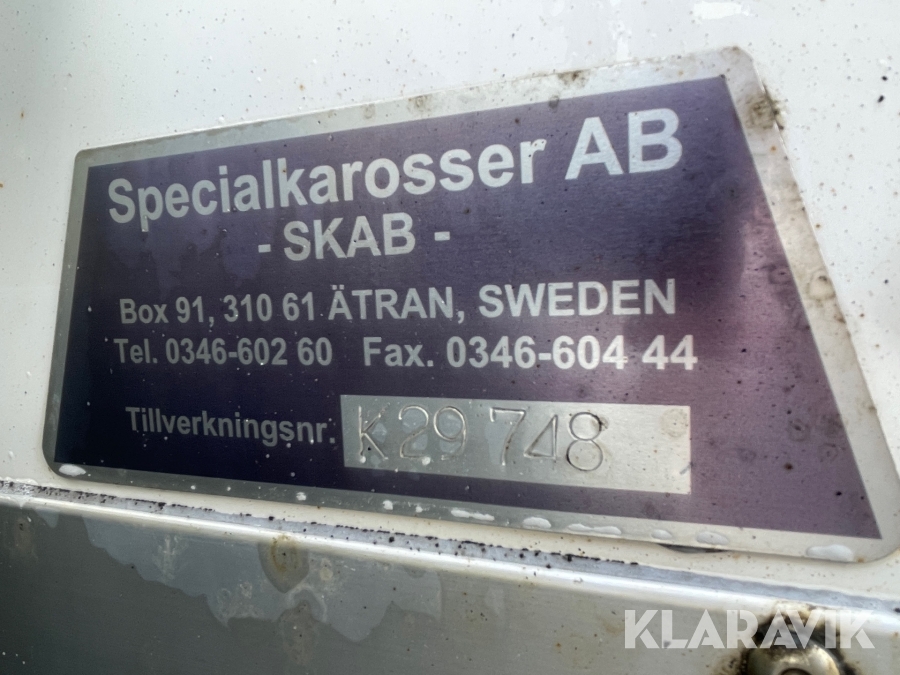 Specialkarosser AB
- SKAB -
Box 91, 310 61 ÄTRAN, SWEDEN
Tel. 0346-602 60 Fax. 0346-604 44
Tillverkningsnr. K29 748
KLARAVIK